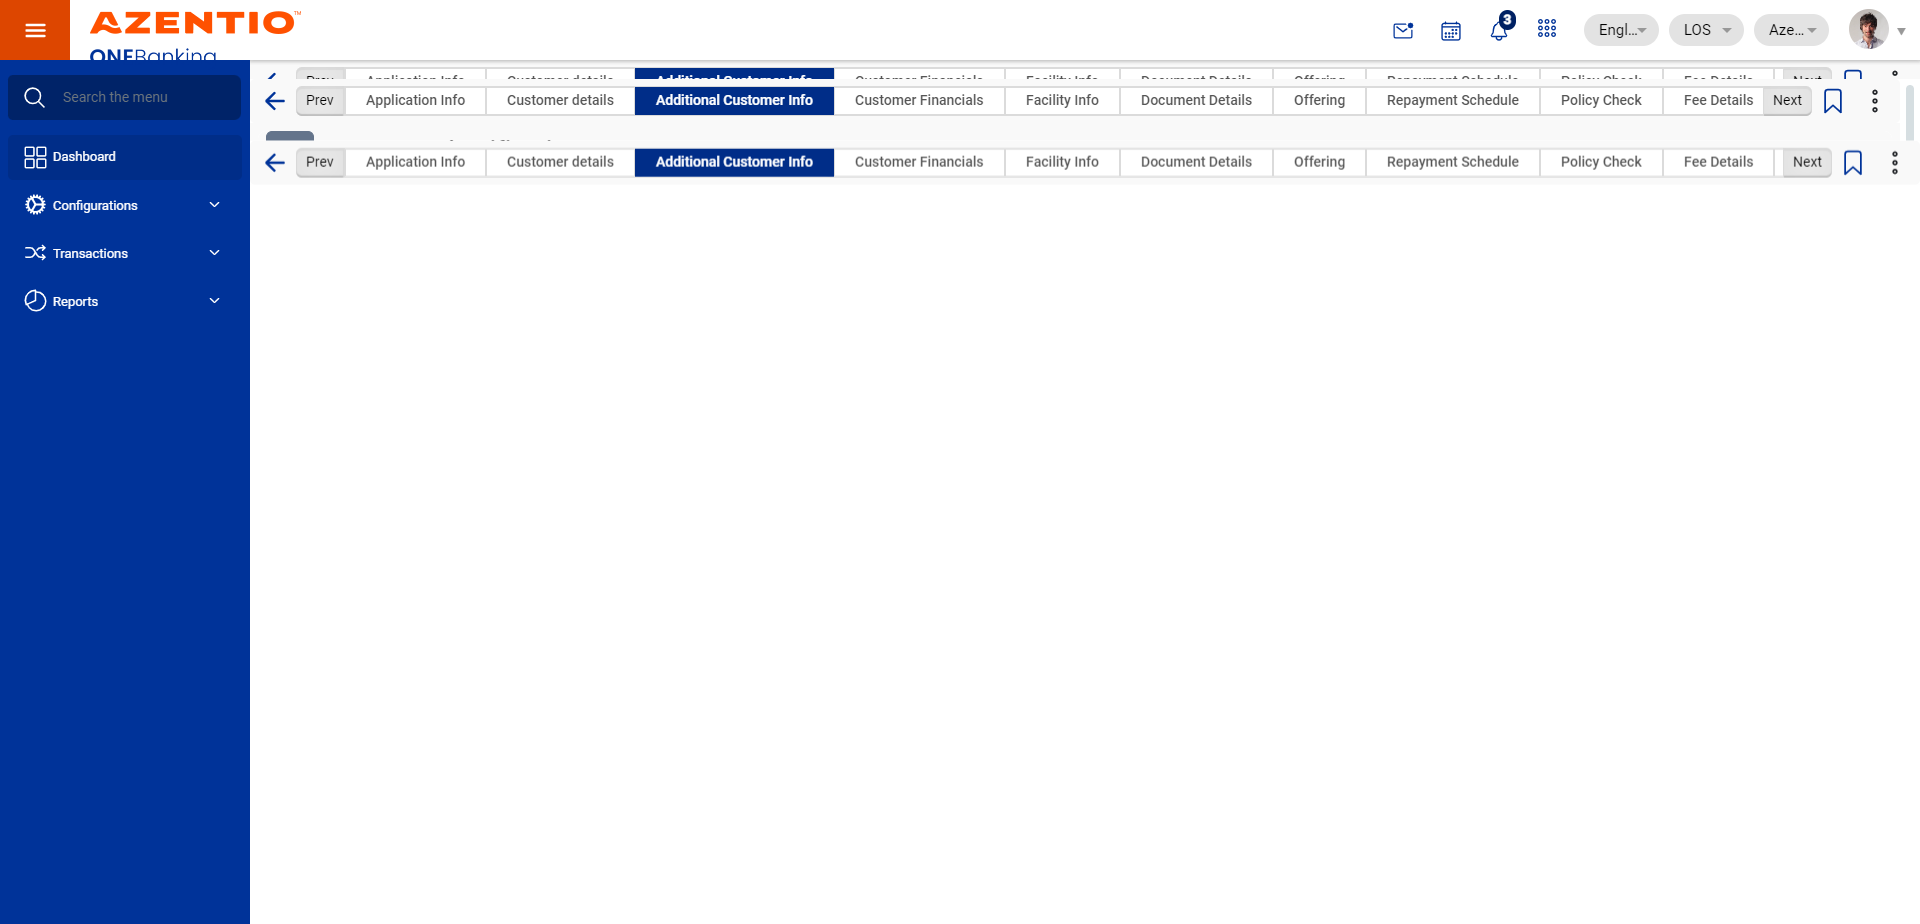 AZENTIO™
ONEBanking
3
Engl...
LOS
Aze...
Search the menu
Dashboard
Configurations
Transactions
Reports
Prev Application Info Customer details Additional Customer Info Customer Financials Facility Info Document Details Offering Repayment Schedule Policy Check Fee Details Next
Prev Application Info Customer details Additional Customer Info Customer Financials Facility Info Document Details Offering Repayment Schedule Policy Check Fee Details Next
Prev Application Info Customer details Additional Customer Info Customer Financials Facility Info Document Details Offering Repayment Schedule Policy Check Fee Details Next